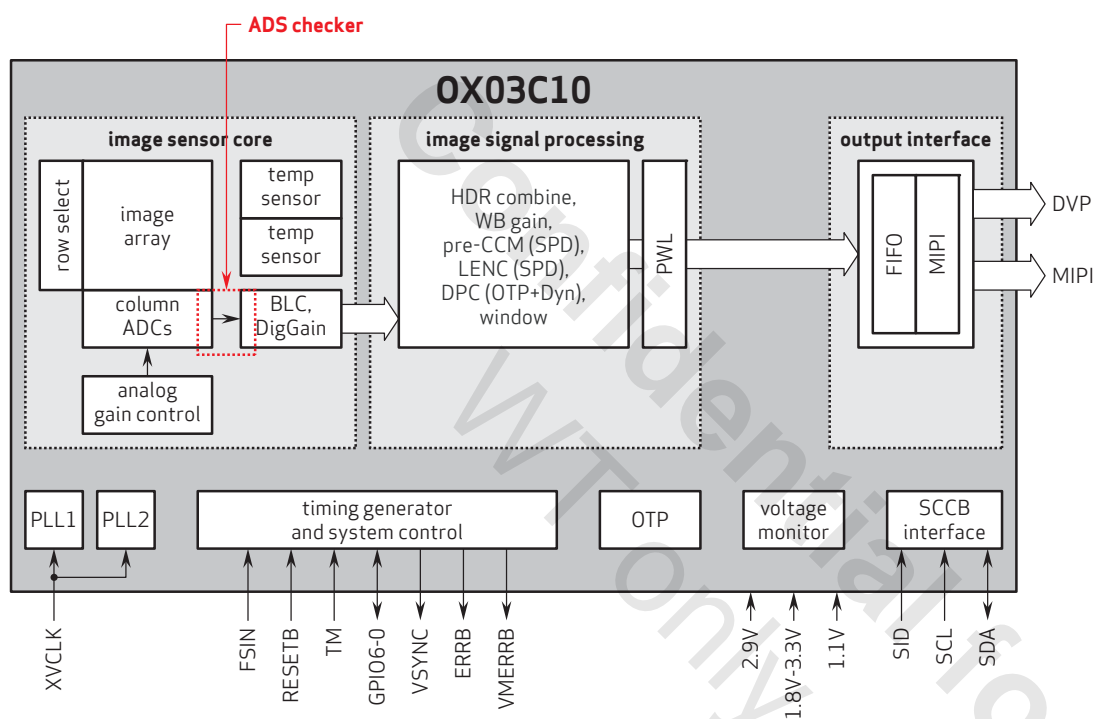 ADS checker
OX03C10
image sensor core
image signal processing
output interface
row select
image
array
temp
sensor
temp
sensor
column
ADCs
BLC,
DigGain
analog
gain control
HDR combine,
WB gain,
pre-CCM (SPD),
LENC (SPD),
DPC (OTP+Dyn),
window
PWL
FIFO
MIPI
DVP
MIPI
PLL1
PLL2
timing generator
and system control
OTP
voltage
monitor
SCCB
interface
XVCLK
FSIN
RESETB
TM
GPIO6-0
VSYNC
ERRB
VMERRB
2.9V
1.8V-3.3V
1.1V
SID
SCL
SDA
Confidential fo
WT only